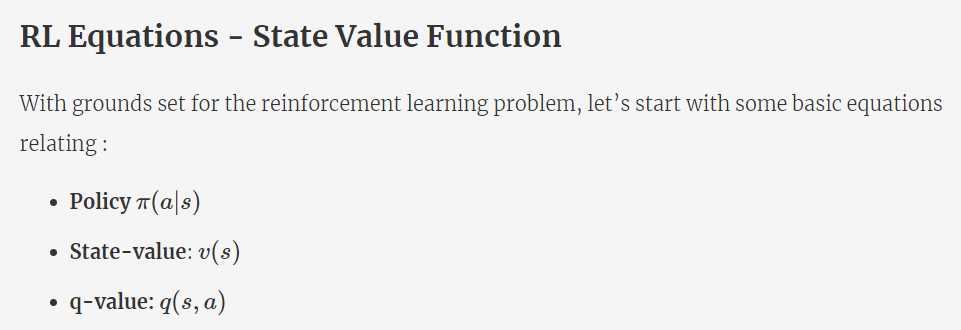 RL Equations - State Value Function
With grounds set for the reinforcement learning problem, let’s start with some basic equations
relating :
• Policy π(a|s)
• State-value: v(s)
• q-value: q(s, a)